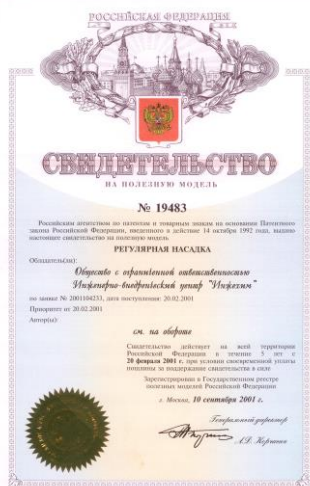 РОССИЙСКАЯ ФЕДЕРАЦИЯ
СВИДЕТЕЛЬСТВО
НА ПОЛЕЗНУЮ МОДЕЛЬ
№ 19483
Российским агентством по патентам и товарным знакам на основании Патентного
закона Российской Федерации, введенного в действие 14 октября 1992 года, выдано
настоящее свидетельство на полезную модель
РЕГУЛЯРНАЯ НАСАДКА
Обладатель(ли):
Общество с ограниченной ответственностью
Инженерно-внедренческий центр "Инжехим"
по заявке № 2001104233, дата поступления: 20.02.2001
Приоритет от 20.02.2001
Автор(ы):
см. на обороте
Свидетельство действует на всей территории
Российской Федерации в течение 5 лет с
20 февраля 2001 г. при условии своевременной уплаты
пошлины за поддержание свидетельства в силе
Зарегистрировано в Государственном реестре
полезных моделей Российской Федерации
г. Москва, 10 сентября 2001 г.
Генеральный директор
А.Д. Корчагин